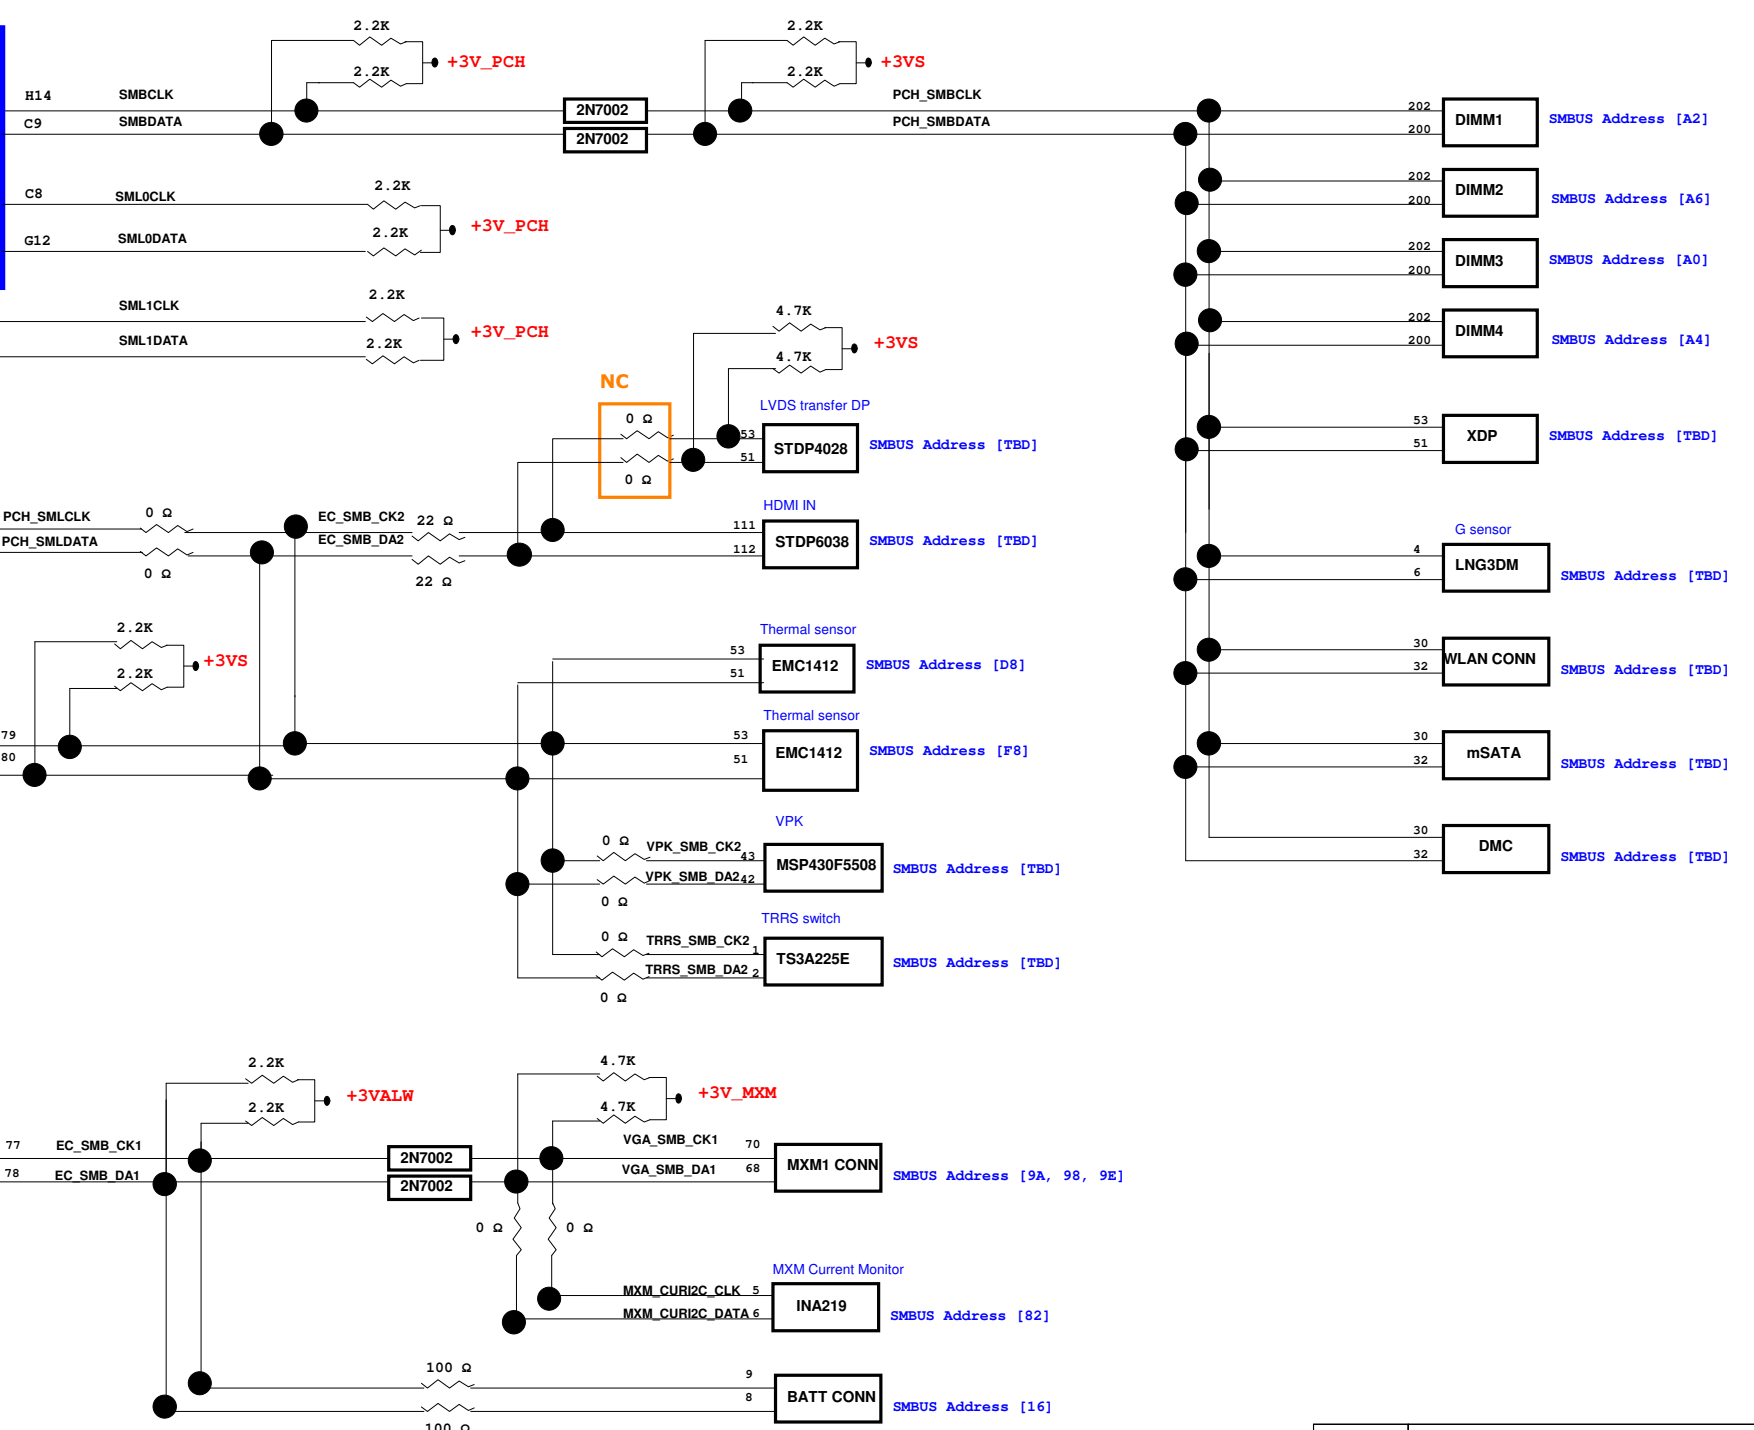 2.2K
2.2K
+3V_PCH
2.2K
2.2K
+3VS
H14 SMBCLK
C9 SMBDATA
2N7002
2N7002
PCH_SMBCLK
PCH_SMBDATA
202
200
DIMM1
SMBUS Address [A2]
C8 SML0CLK
2.2K
G12 SML0DATA
2.2K
+3V_PCH
202
200
DIMM2
SMBUS Address [A6]
202
200
DIMM3
SMBUS Address [A0]
SML1CLK
2.2K
SML1DATA
2.2K
+3V_PCH
202
200
DIMM4
SMBUS Address [A4]
4.7K
4.7K
+3VS
NC
0 Ω
0 Ω
LVDS transfer DP
53
51
STDP4028
SMBUS Address [TBD]
53
51
XDP
SMBUS Address [TBD]
PCH_SMLCLK
0 Ω
PCH_SMLDATA
0 Ω
EC_SMB_CK2
22 Ω
EC_SMB_DA2
22 Ω
HDMI IN
111
112
STDP6038
SMBUS Address [TBD]
G sensor
4
6
LNG3DM
SMBUS Address [TBD]
2.2K
2.2K
+3VS
Thermal sensor
53
51
EMC1412
SMBUS Address [D8]
30
32
WLAN CONN
SMBUS Address [TBD]
79
80
Thermal sensor
53
51
EMC1412
SMBUS Address [F8]
30
32
mSATA
SMBUS Address [TBD]
VPK
0 Ω
VPK_SMB_CK2
43
VPK_SMB_DA2
42
0 Ω
MSP430F5508
SMBUS Address [TBD]
30
32
DMC
SMBUS Address [TBD]
TRRS switch
0 Ω
TRRS_SMB_CK2
1
TRRS_SMB_DA2
2
0 Ω
TS3A225E
SMBUS Address [TBD]
2.2K
2.2K
+3VALW
4.7K
4.7K
+3V_MXM
77 EC_SMB_CK1
78 EC_SMB_DA1
2N7002
2N7002
VGA_SMB_CK1 70
VGA_SMB_DA1 68
MXM1 CONN
SMBUS Address [9A, 98, 9E]
0 Ω
0 Ω
MXM Current Monitor
MXM_CURI2C_CLK 5
MXM_CURI2C_DATA 6
INA219
SMBUS Address [82]
100 Ω
100 Ω
9
8
BATT CONN
SMBUS Address [16]